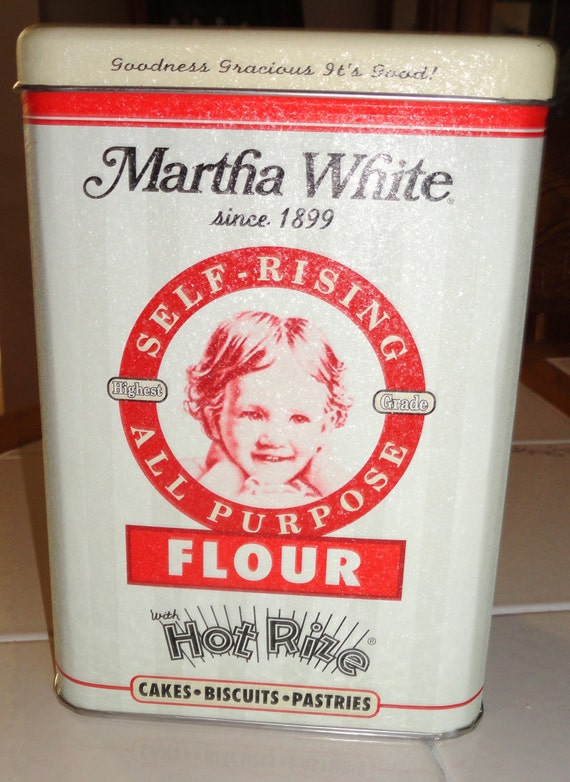 Goodness Gracious It's Good!
Martha White®
since 1899
SELF-RISING
Highest Grade
ALL PURPOSE
FLOUR
with
Hot Rize®
CAKES•BISCUITS•PASTRIES